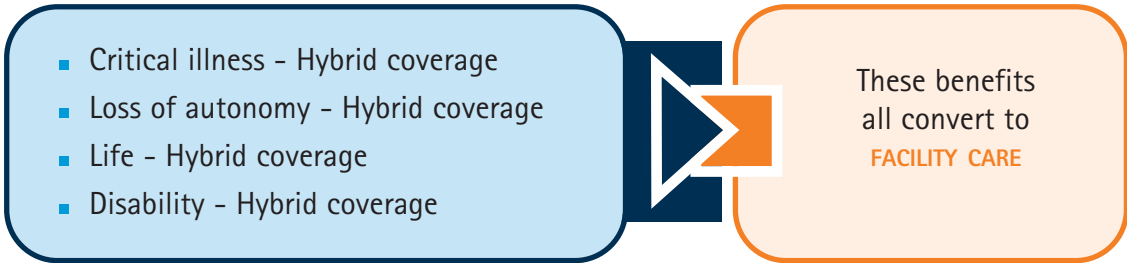 Critical illness - Hybrid coverage
Loss of autonomy - Hybrid coverage
Life - Hybrid coverage
Disability - Hybrid coverage
These benefits
all convert to
FACILITY CARE